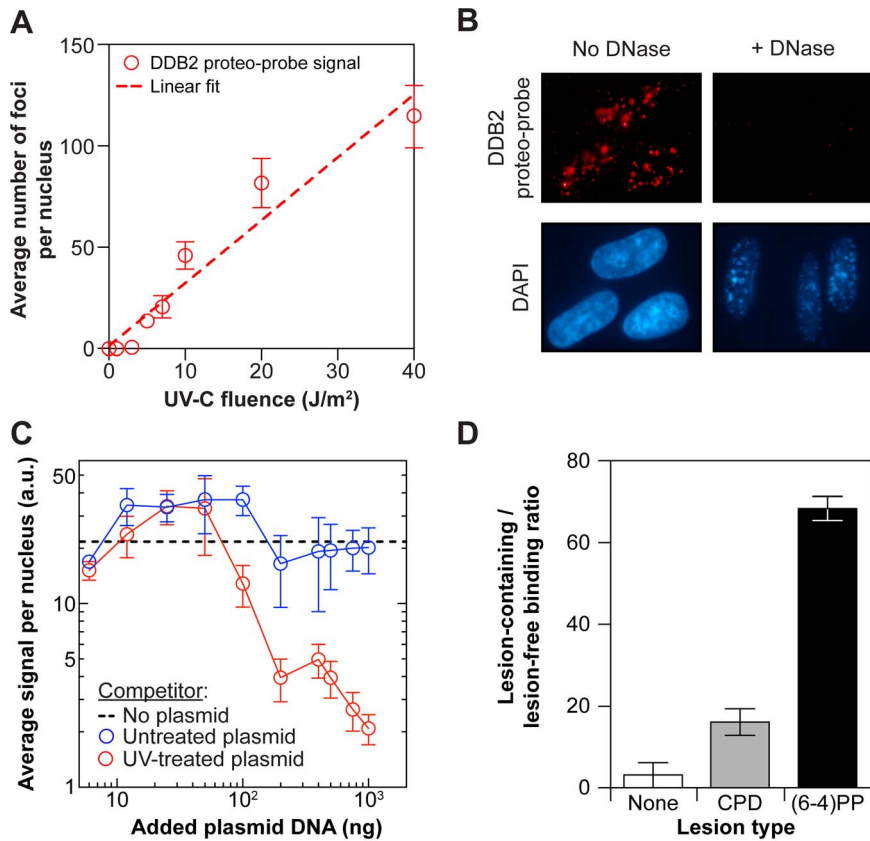 A
Average number of foci
per nucleus
150
100
50
0
DDB2 proteo-probe signal
Linear fit
0
10
20
30
40
UV-C fluence (J/m²)
B
No DNase
+ DNase
DDB2
proteo-probe
DAPI
C
Average signal per nucleus (a.u.)
50
10
5
1
Competitor:
No plasmid
Untreated plasmid
UV-treated plasmid
10
10²
10³
Added plasmid DNA (ng)
D
Lesion-containing /
lesion-free binding ratio
80
60
40
20
0
None
CPD
(6-4)PP
Lesion type